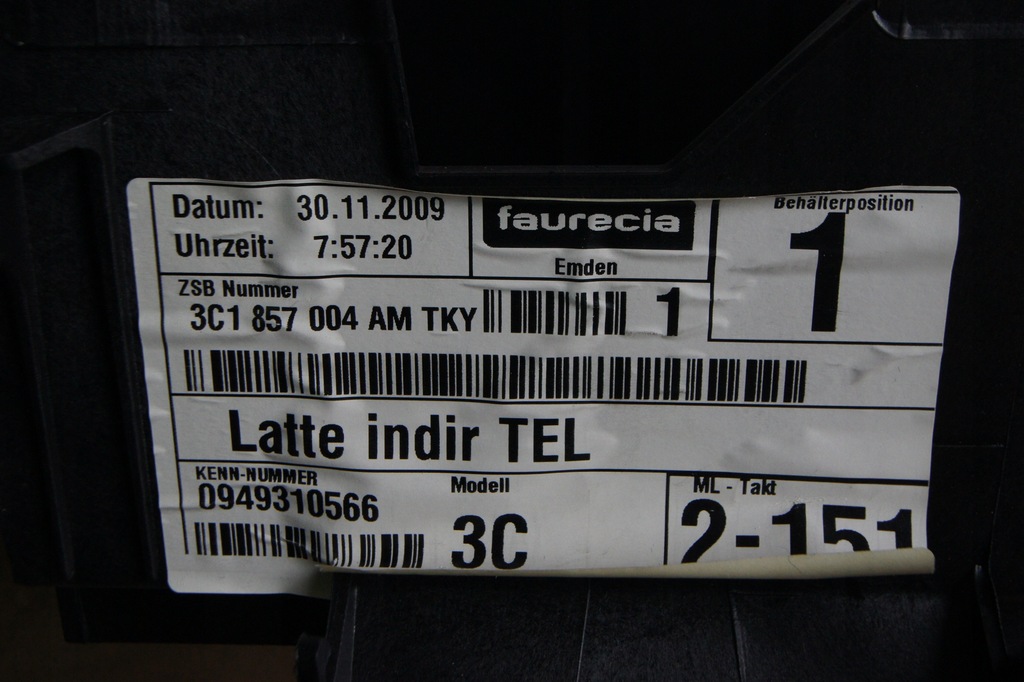 Datum: 30.11.2009
Uhrzeit: 7:57:20
faurecia
Emden
Behälterposition
1
ZSB Nummer
3C1 857 004 AM TKY 1
Latte indir TEL
KENN-NUMMER
0949310566
Modell
3C
ML - Takt
2-151